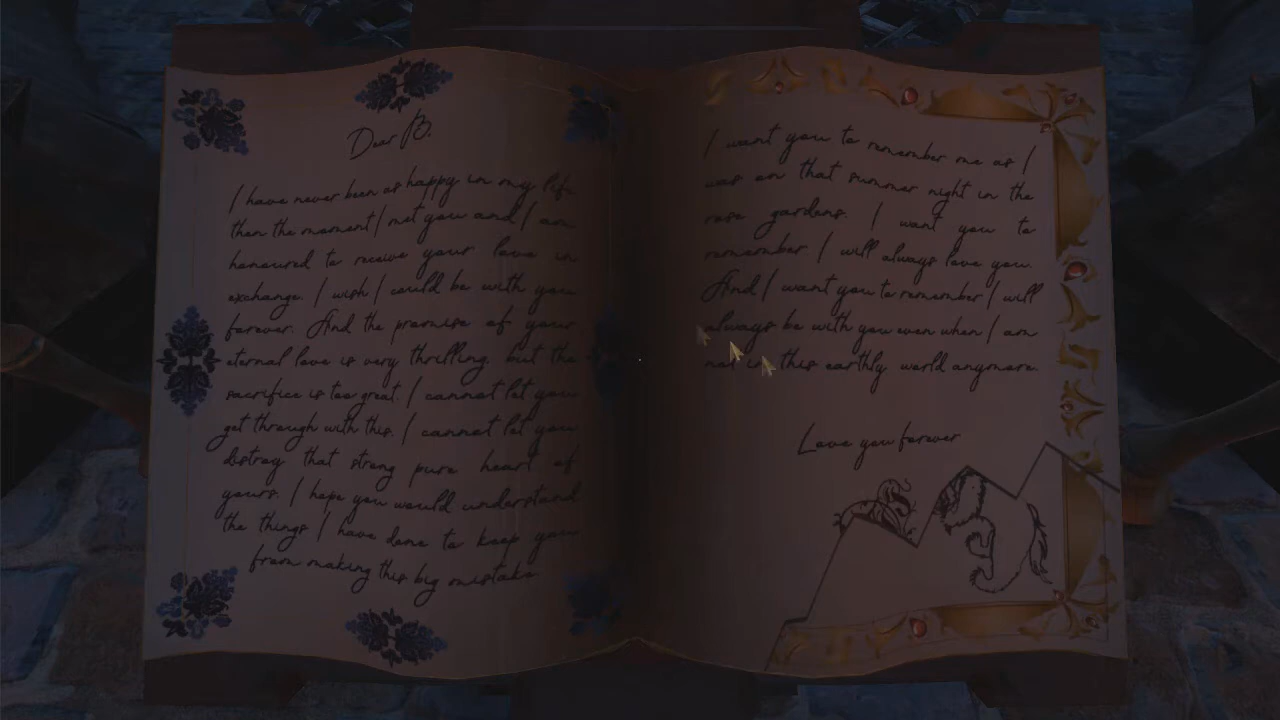 Dear B.
I have never been as happy in my life
then the moment I met you and I am
honoured to receive your love in
exchange. I wish I could be with you
forever. And the promise of your
eternal love is very thrilling, but the
sacrifice is too great. I cannot let you
get through with this. I cannot let you
distroy that strong pure heart of
yours. I hope you would understand
the things I have done to keep you
from making this big mistake
I want you to remember me as I
was on that summer night in the
rose gardens. I want you to
remember I will always love you.
And I want you to remember I will
always be with you even when I am
not in this earthly world anymore.
Love you forever